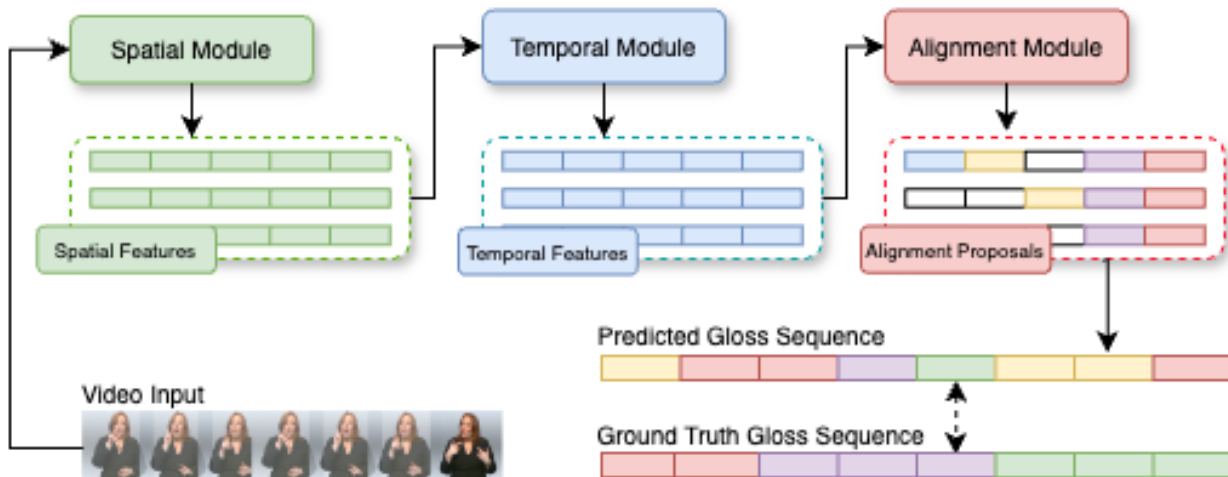 Spatial Module
Temporal Module
Alignment Module
Spatial Features
Temporal Features
Alignment Proposals
Predicted Gloss Sequence
Video Input
Ground Truth Gloss Sequence